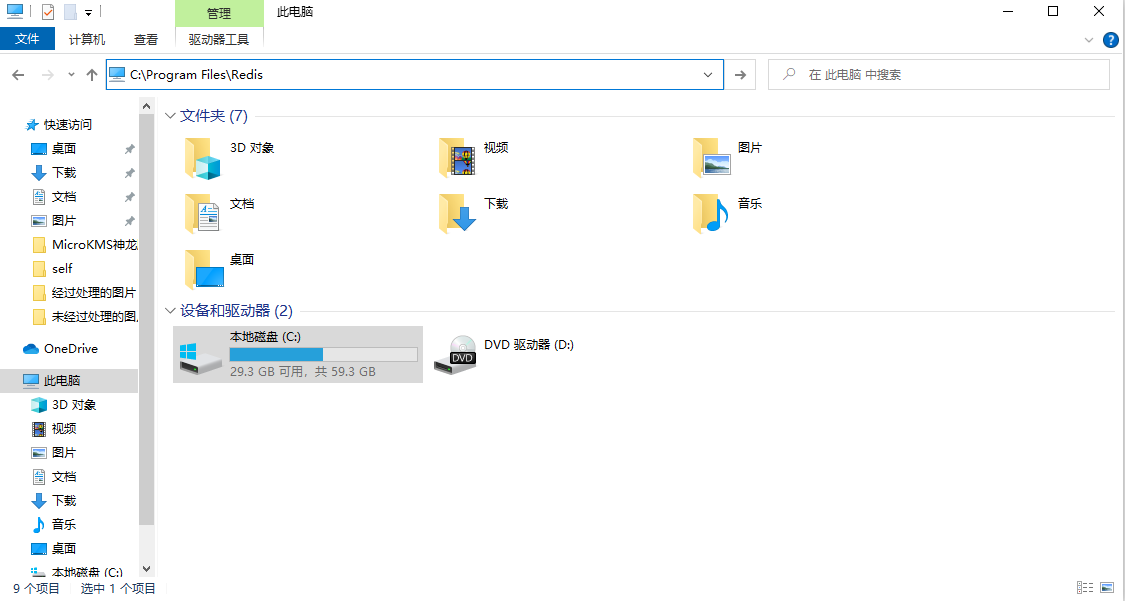 管理
此电脑
文件
计算机
查看
驱动器工具
C:\Program Files\Redis
在 此电脑 中搜索
快速访问
桌面
下载
文档
图片
MicroKMS神龙
self
经过处理的图片
未经过处理的图
OneDrive
此电脑
3D 对象
视频
图片
文档
下载
音乐
桌面
本地磁盘 (C:)
文件夹 (7)
3D 对象
视频
图片
文档
下载
音乐
桌面
设备和驱动器 (2)
本地磁盘 (C:)
29.3 GB 可用，共 59.3 GB
DVD
DVD 驱动器 (D:)
9 个项目
选中 1 个项目